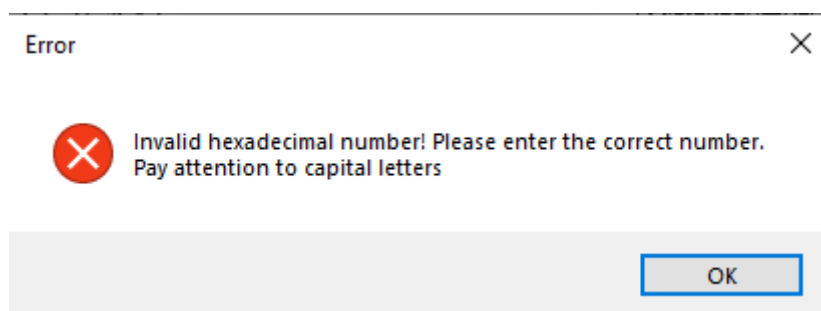 Error
Invalid hexadecimal number! Please enter the correct number.
Pay attention to capital letters
OK